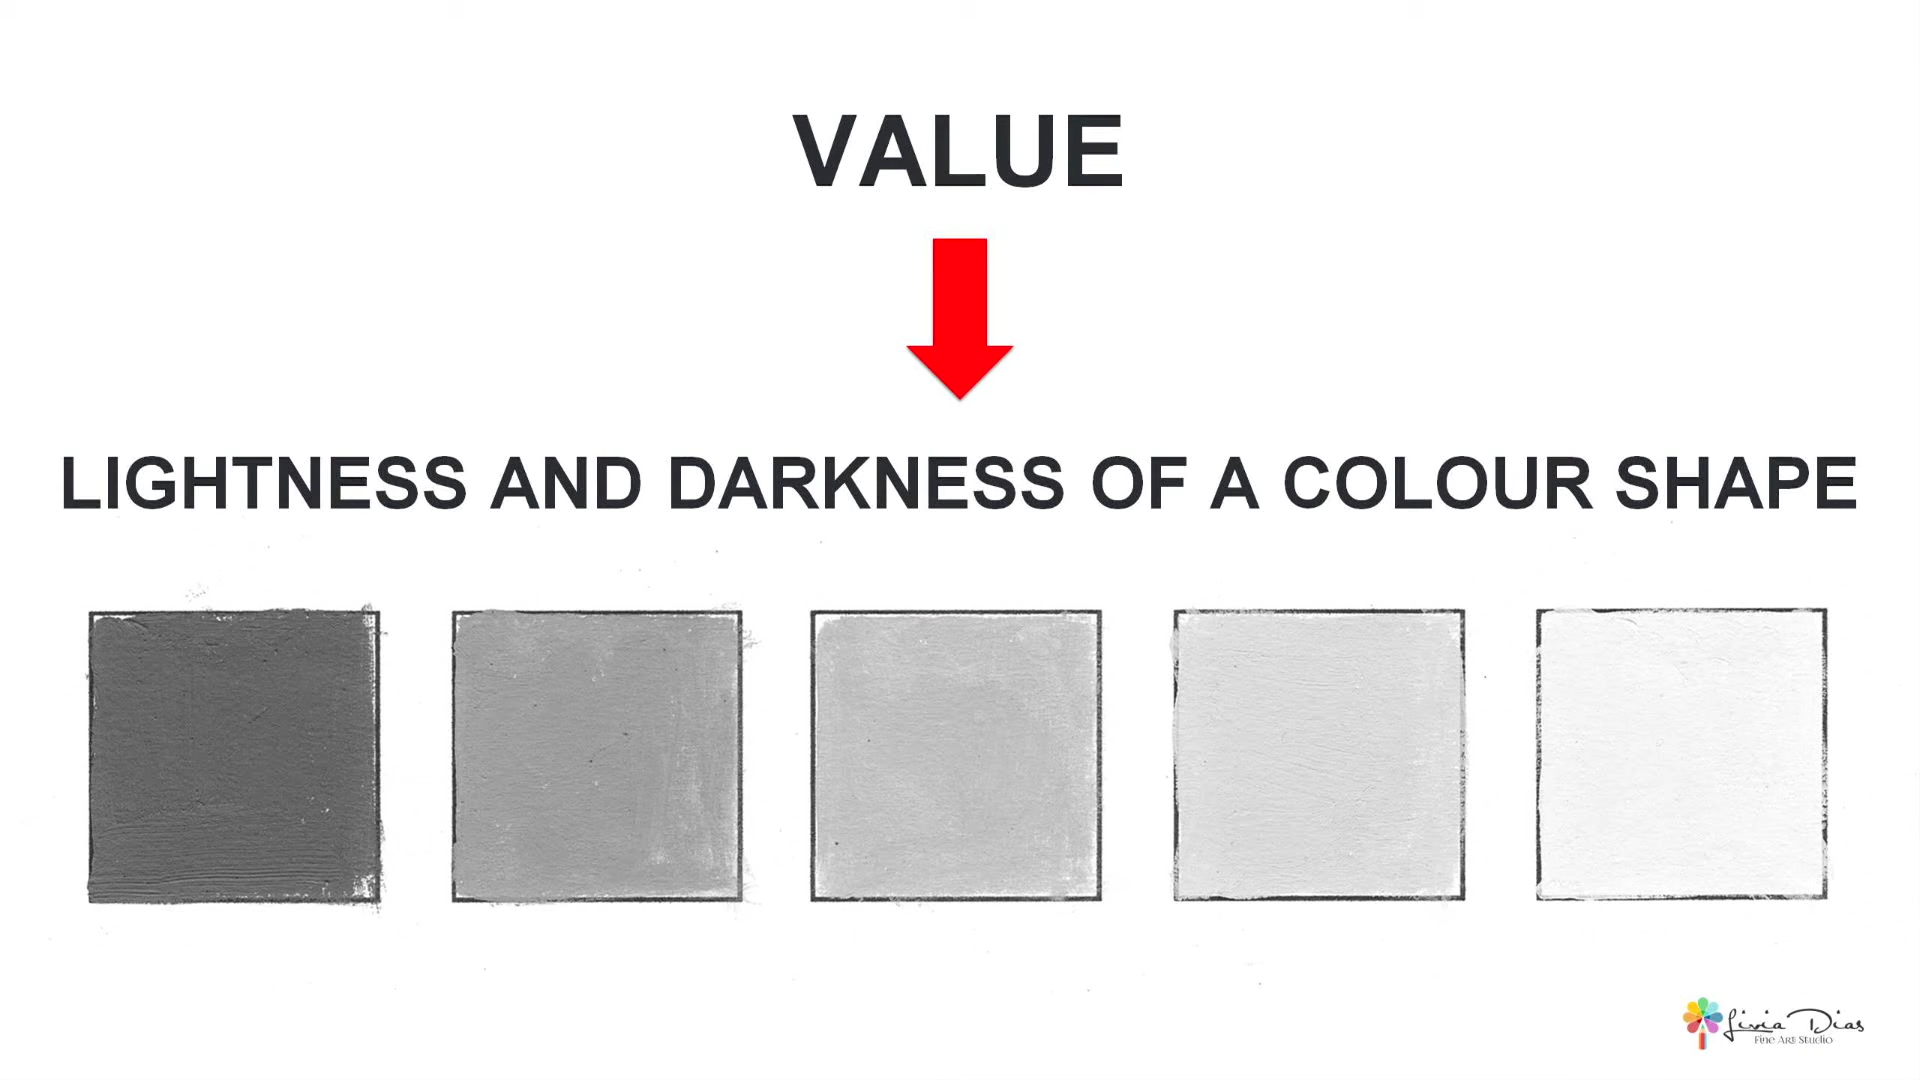 VALUE
LIGHTNESS AND DARKNESS OF A COLOUR SHAPE
Livia Dias
Fine Art Studio